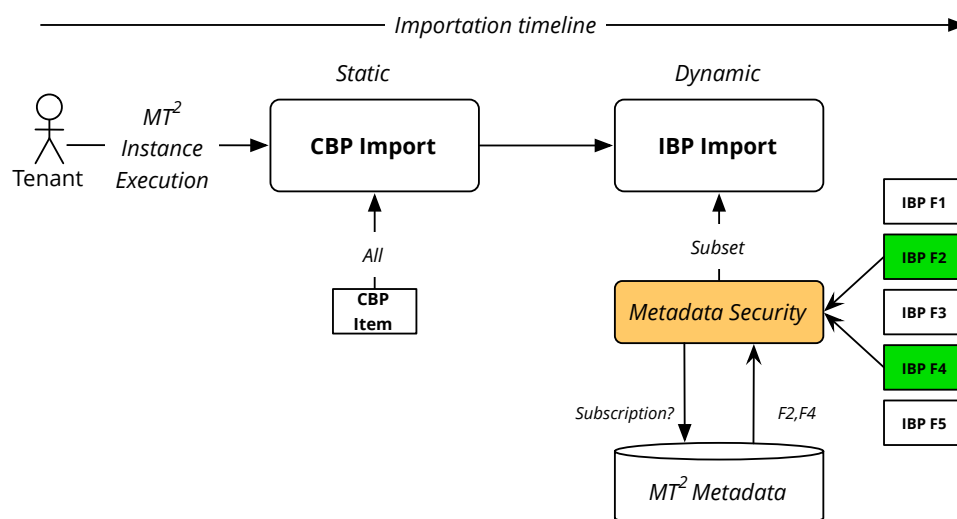 Importation timeline
Static
Dynamic
MT²
Instance
Execution
Tenant
CBP Import
IBP Import
All
Subset
CBP
Item
Metadata Security
IBP F1
IBP F2
IBP F3
IBP F4
IBP F5
Subscription?
F2,F4
MT² Metadata